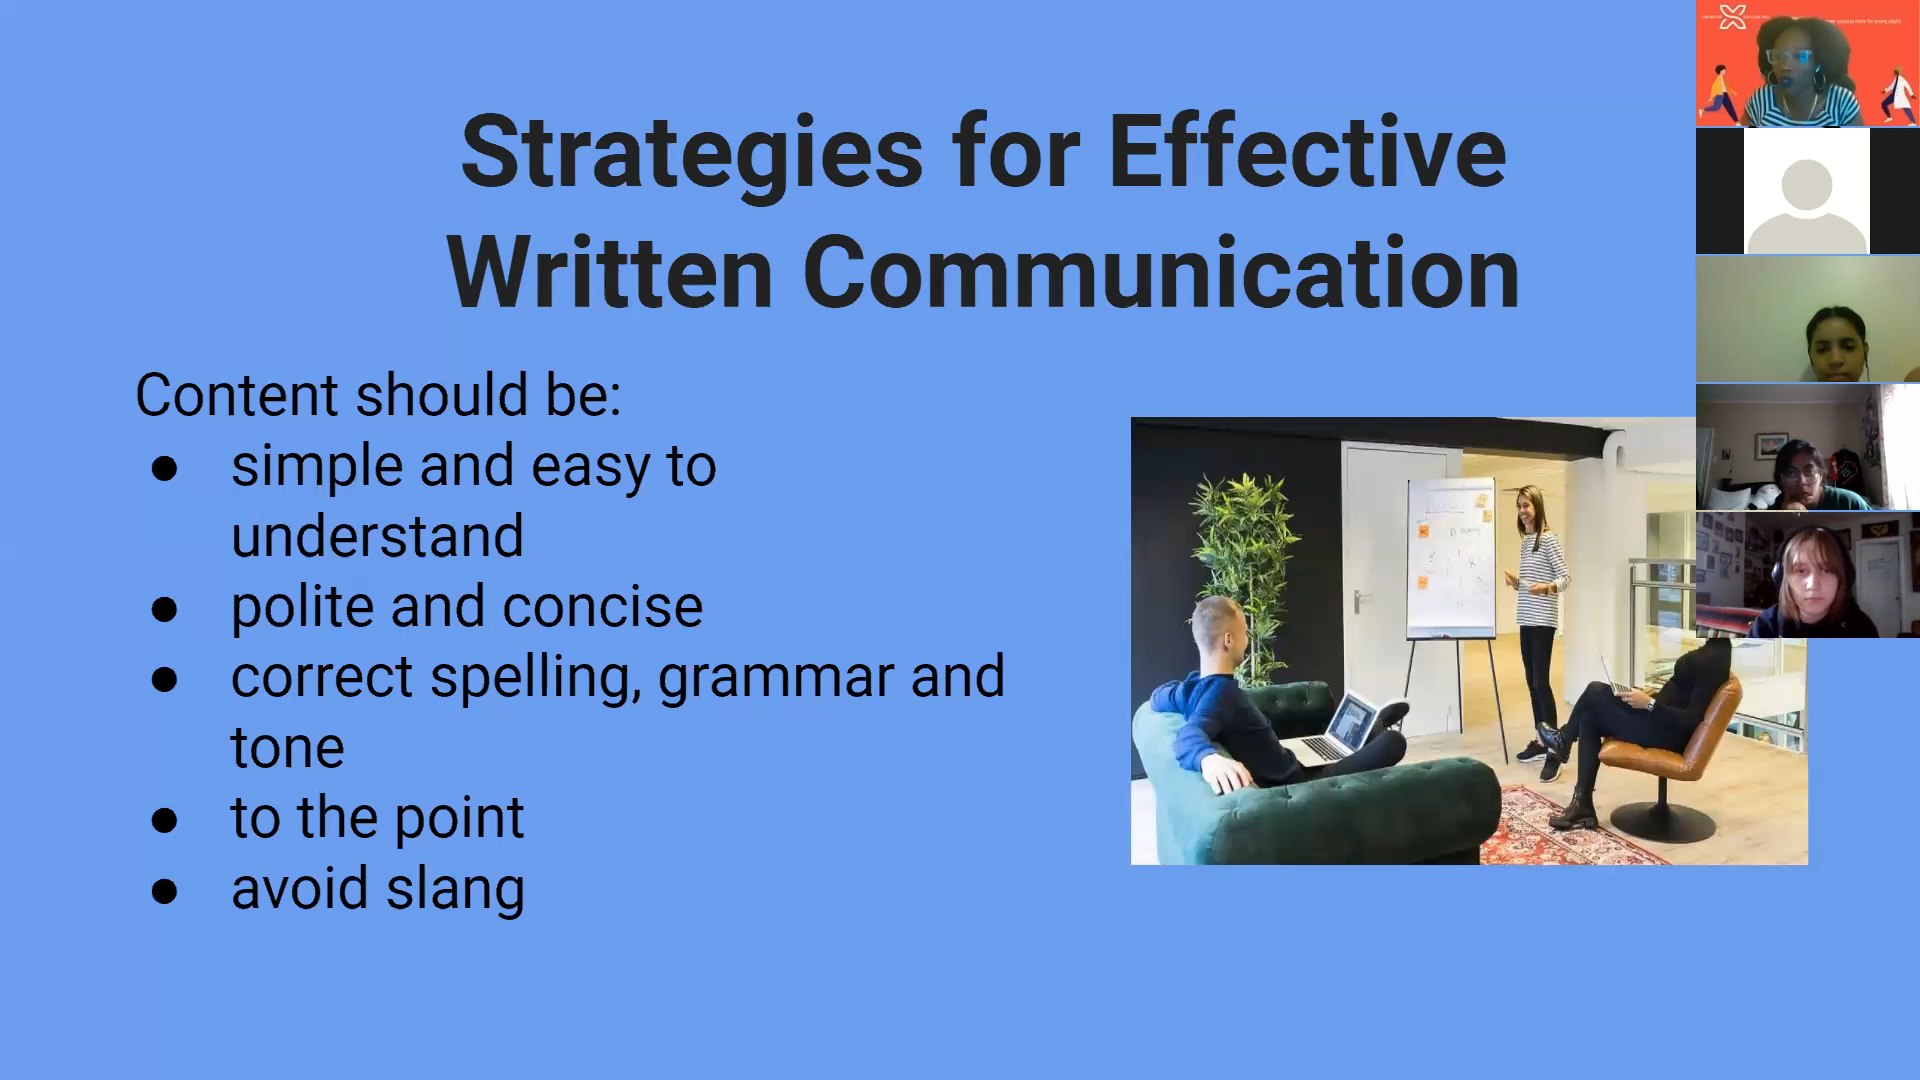 Strategies for Effective
Written Communication
Content should be:
● simple and easy to
understand
● polite and concise
● correct spelling, grammar and
tone
● to the point
● avoid slang